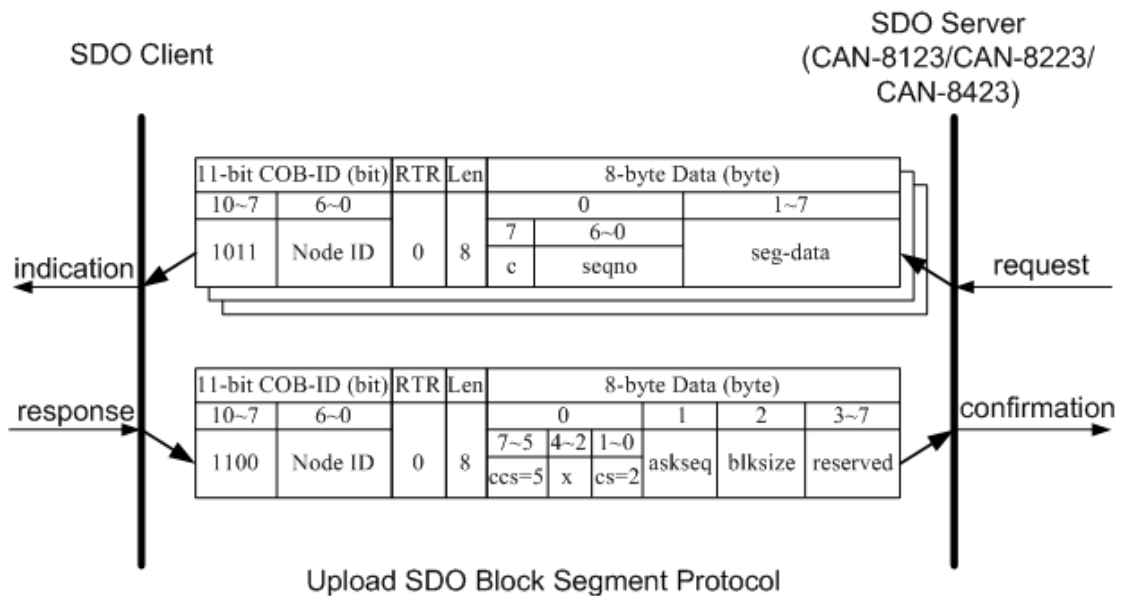 SDO Client
SDO Server
(CAN-8123/CAN-8223/
CAN-8423)
11-bit COB-ID (bit) RTR Len 8-byte Data (byte)
10~7 6~0 0 1~7
1011 Node ID 0 8 7 6~0 seg-data
c seqno
indication
request
11-bit COB-ID (bit) RTR Len 8-byte Data (byte)
response
confirmation
10~7 6~0 0 1 2 3~7
1100 Node ID 0 8 7~5 4~2 1~0 askseq blksize reserved
ccs=5 x cs=2
Upload SDO Block Segment Protocol